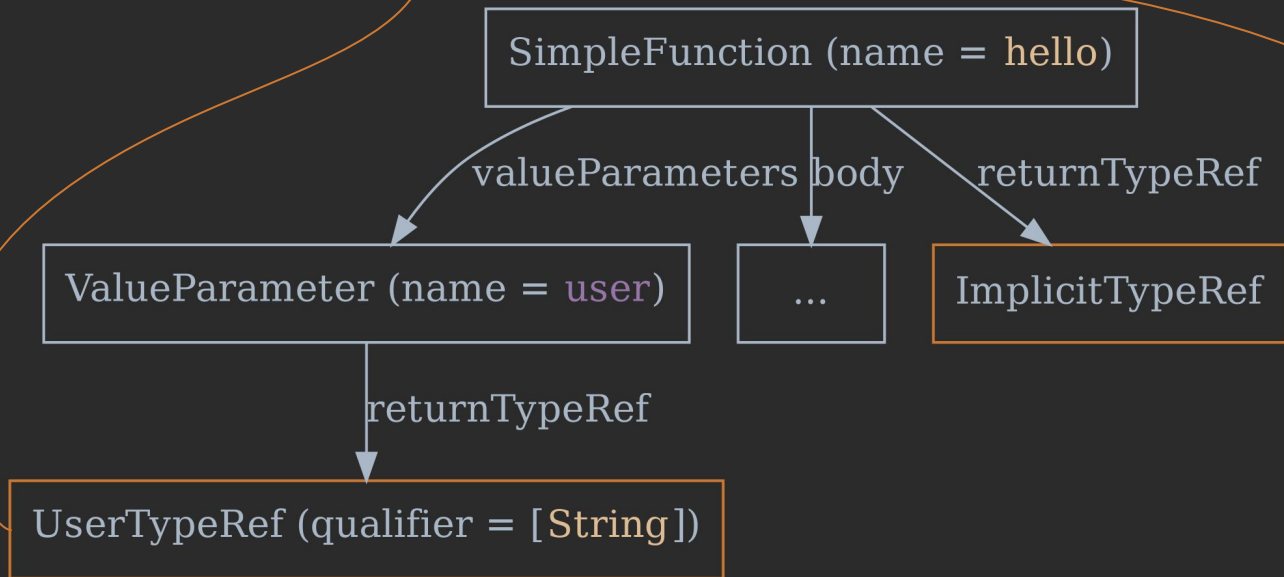 SimpleFunction (name = hello)
valueParameters body returnTypeRef
ValueParameter (name = user)
...
ImplicitTypeRef
returnTypeRef
UserTypeRef (qualifier = [String])